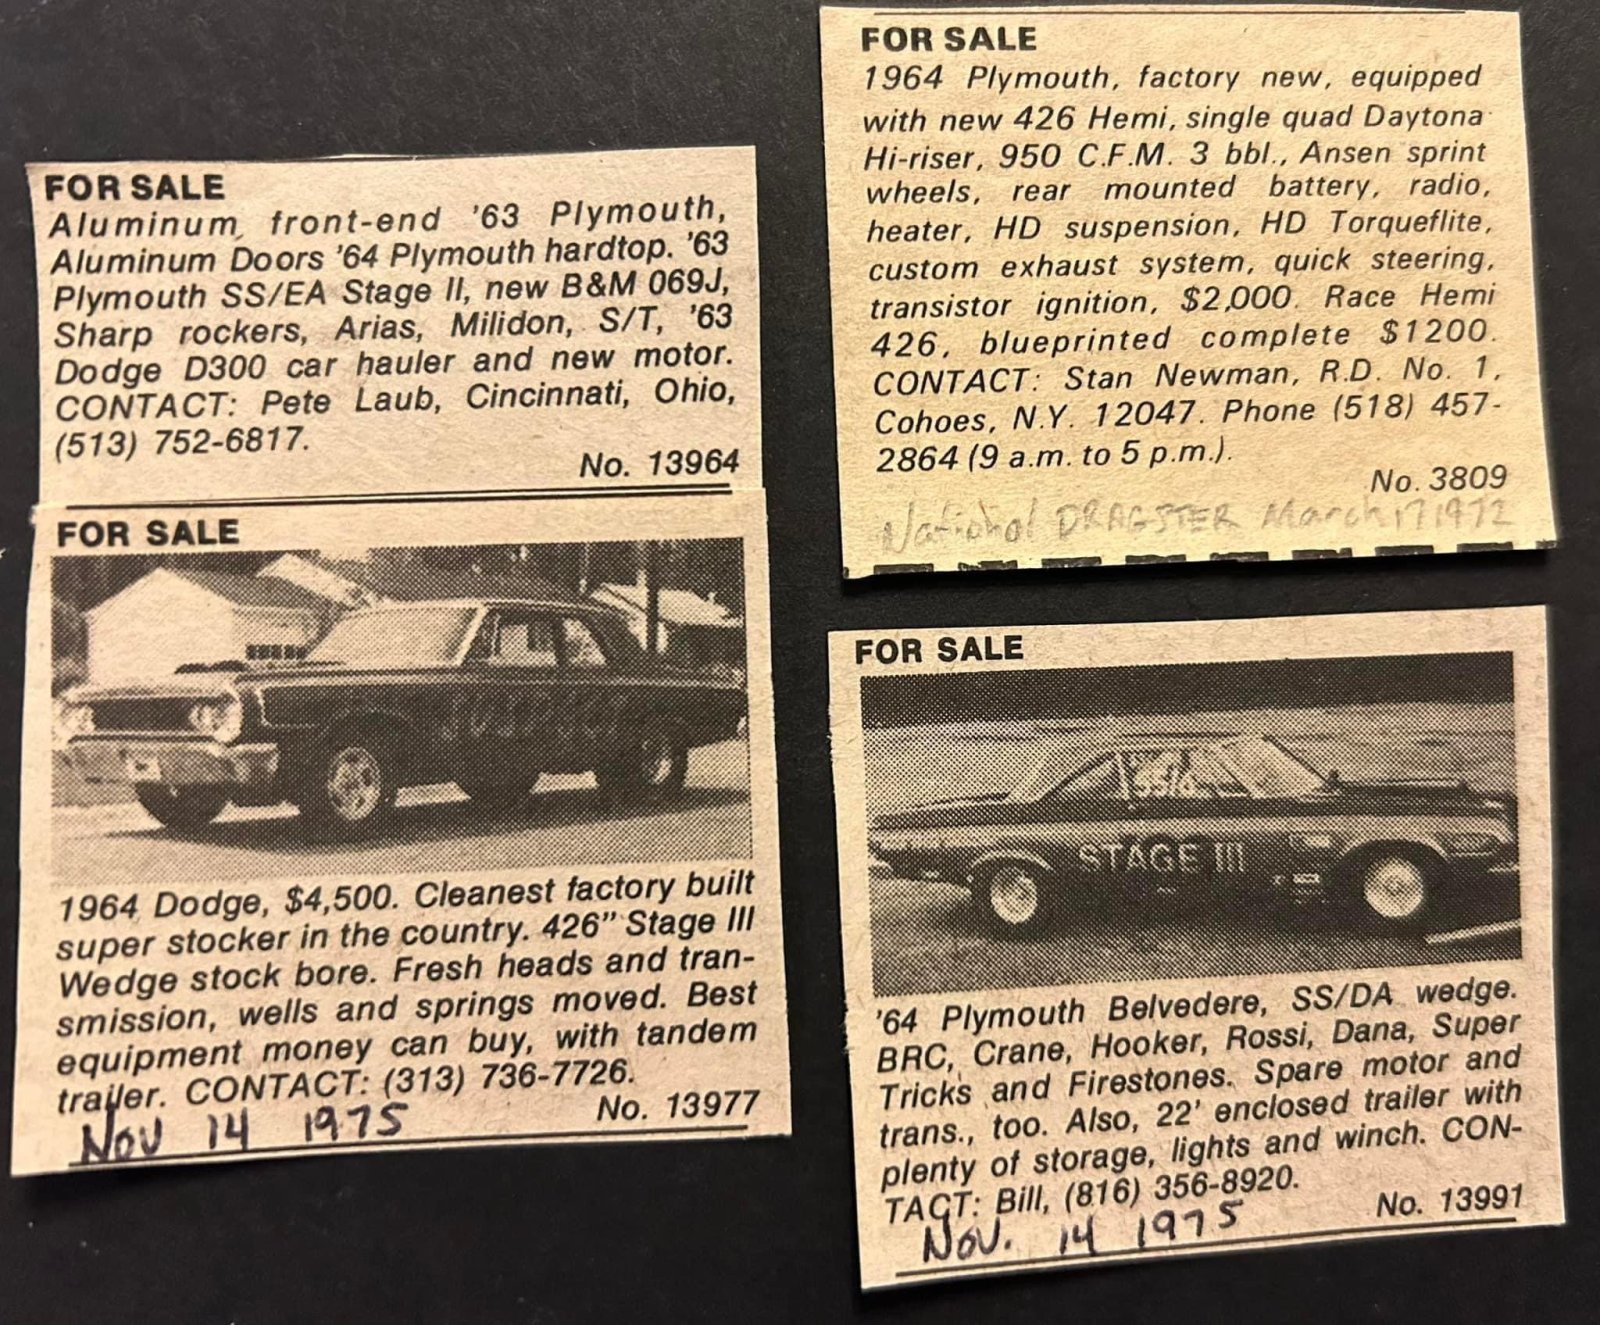 FOR SALE
Aluminum front-end '63 Plymouth,
Aluminum Doors '64 Plymouth hardtop. '63
Plymouth SS/EA Stage II, new B&M 069J,
Sharp rockers, Arias, Milidon, S/T, '63
Dodge D300 car hauler and new motor.
CONTACT: Pete Laub, Cincinnati, Ohio,
(513) 752-6817.
No. 13964
FOR SALE
1964 Dodge, $4,500. Cleanest factory built
super stocker in the country. 426" Stage III
Wedge stock bore. Fresh heads and tran-
smission, wells and springs moved. Best
equipment money can buy, with tandem
trailer. CONTACT: (313) 736-7726.
No. 13977
Nov 14 1975
FOR SALE
1964 Plymouth, factory new, equipped
with new 426 Hemi, single quad Daytona
Hi-riser, 950 C.F.M. 3 bbl., Ansen sprint
wheels, rear mounted battery, radio,
heater, HD suspension, HD Torqueflite,
custom exhaust system, quick steering,
transistor ignition, $2,000. Race Hemi
426, blueprinted complete $1200.
CONTACT: Stan Newman, R.D. No. 1,
Cohoes, N.Y. 12047. Phone (518) 457-
2864 (9 a.m. to 5 p.m.).
No. 3809
National DRAGSTER March 17 1972
FOR SALE
STAGE III
'64 Plymouth Belvedere, SS/DA wedge.
BRC, Crane, Hooker, Rossi, Dana, Super
Tricks and Firestones. Spare motor and
trans., too. Also, 22' enclosed trailer with
plenty of storage, lights and winch. CON-
TACT: Bill, (816) 356-8920.
No. 13991
Nov. 14 1975